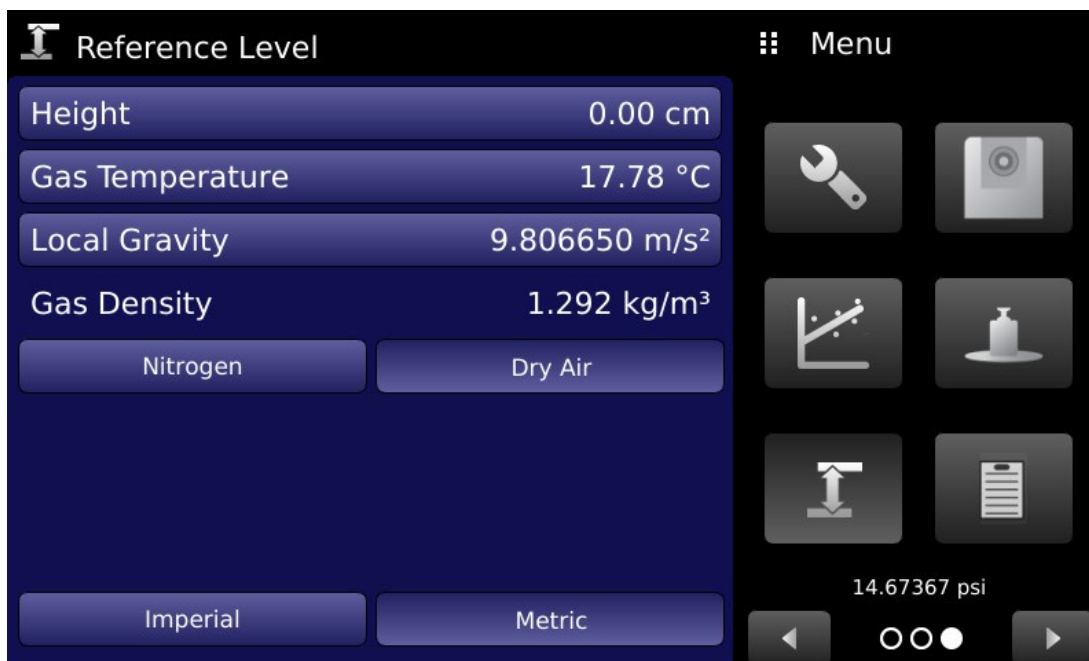 Reference Level
Height 0.00 cm
Gas Temperature 17.78 °C
Local Gravity 9.806650 m/s²
Gas Density 1.292 kg/m³
Nitrogen Dry Air
Imperial Metric
Menu
14.67367 psi